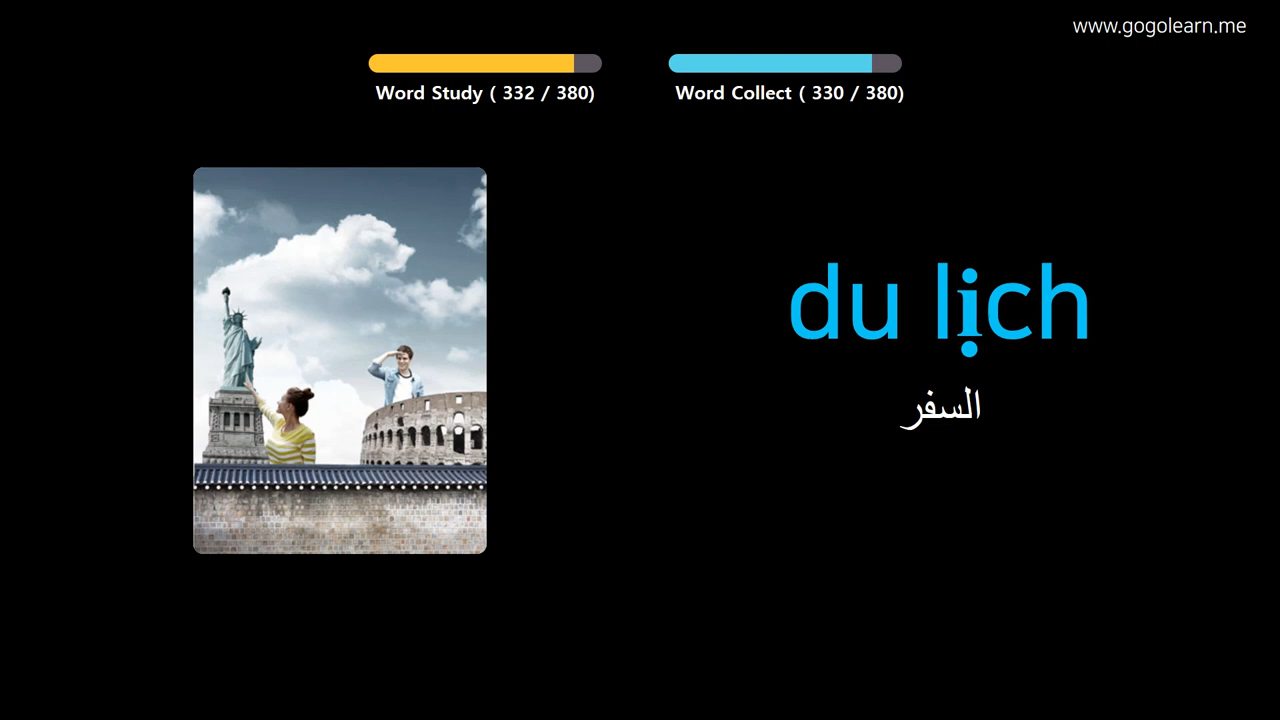 www.gogolearn.me
Word Study ( 332 / 380)
Word Collect ( 330 / 380)
du lịch
السفر